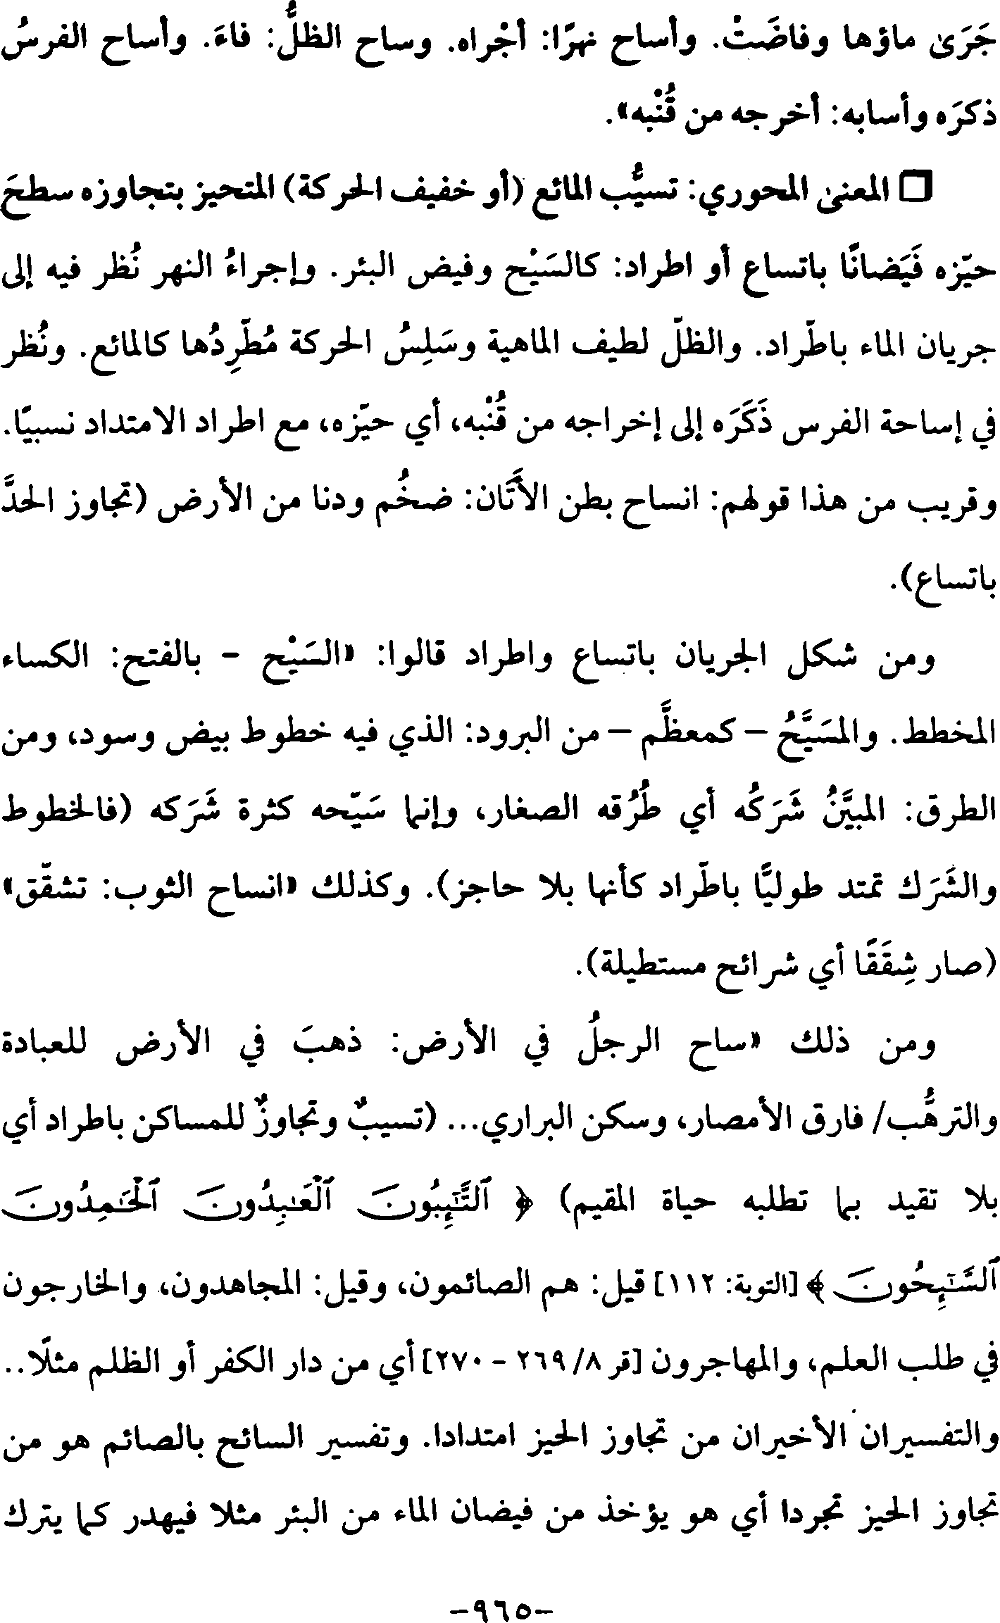 جَرَىٰ ماؤها وفاضَتْ. وأساح نهرًا: أجْراه. وساح الظلُّ: فاءَ. وأساح الفرسُ
ذكرَه وأسابه: أخرجه من قُنْبه».
❒ المعنىٰ المحوري: تسيُّب المائع (أو خفيف الحركة) المتحيز بتجاوزه سطحَ
حيّزه فَيَضانًا باتساع أو اطراد: كالسَيْح وفيض البئر. وإجراءُ النهر نُظر فيه إلى
جريان الماء باطّراد. والظلّ لطيف الماهية وسَلِسُ الحركة مُطّرِدُها كالمائع. ونُظر
في إساحة الفرس ذَكَرَه إلى إخراجه من قُنْبه، أي حيّزه، مع اطراد الامتداد نسبيًا.
وقريب من هذا قولهم: انساح بطن الأتَان: ضخُم ودنا من الأرض (تجاوز الحدَّ
باتساع).
ومن شكل الجريان باتساع واطراد قالوا: «السَيْح – بالفتح: الكساء
المخطط. والمسَيَّحُ – كمعظَّم – من البرود: الذي فيه خطوط بيض وسود، ومن
الطرق: المبيَّنُ شَرَكُه أي طُرُقه الصغار، وإنما سَيّحه كثرة شَرَكه (فالخطوط
والشَرَك تمتد طوليًّا باطّراد كأنها بلا حاجز). وكذلك «انساح الثوب: تشقّق»
(صار شِقَقًا أي شرائح مستطيلة).
ومن ذلك «ساح الرجلُ في الأرض: ذهبَ في الأرض للعبادة
والترهُّب/ فارق الأمصار، وسكن البراري... (تسيبٌ وتجاوزٌ للمساكن باطراد أي
بلا تقيد بما تطلبه حياة المقيم) ﴿ ٱلتَّـٰٓئِبُونَ ٱلْعَـٰبِدُونَ ٱلْحَـٰمِدُونَ
ٱلسَّـٰٓئِحُونَ ﴾ [التوبة: ١١٢] قيل: هم الصائمون، وقيل: المجاهدون، والخارجون
في طلب العلم، والمهاجرون [قر ٨/ ٢٦٩ - ٢٧٠] أي من دار الكفر أو الظلم مثلًا..
والتفسيران الأخيران من تجاوز الحيز امتدادا. وتفسير السائح بالصائم هو من
تجاوز الحيز تجردا أي هو يؤخذ من فيضان الماء من البئر مثلا فيهدر كما يترك
-٩٦٥-